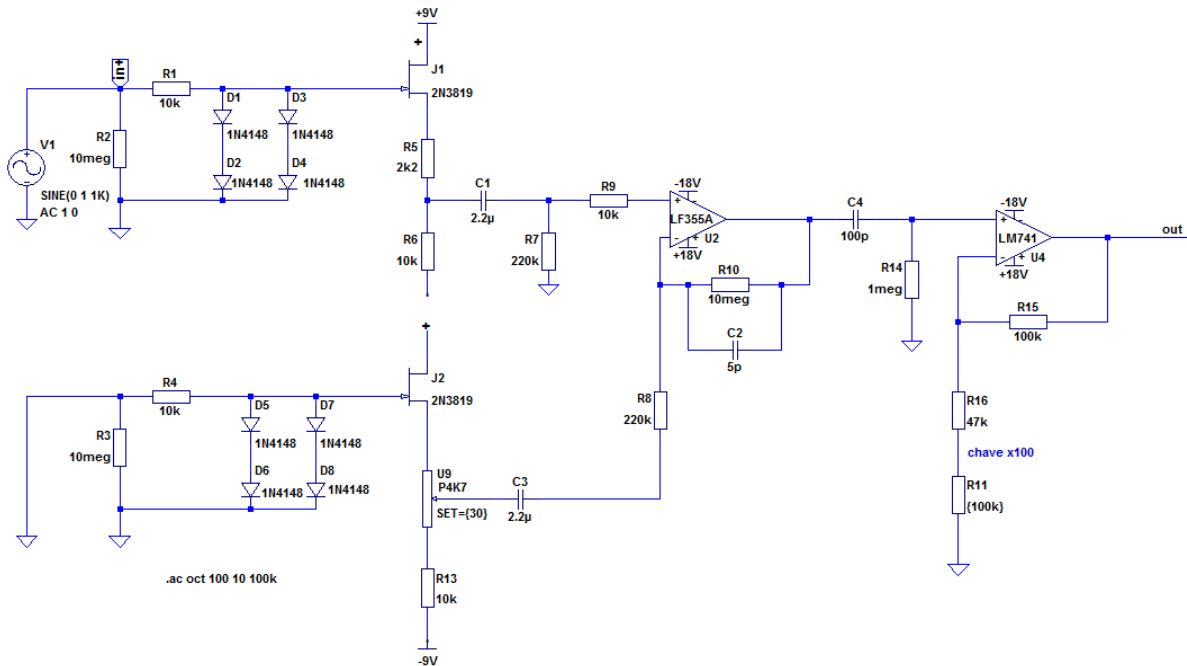 +9V
+
J1
2N3819
in+
R1
10k
D1
1N4148
D3
1N4148
R2
10meg
V1
SINE(0 1 1K)
AC 1 0
D2
1N4148
D4
1N4148
R5
2k2
C1
2.2µ
R6
10k
R7
220k
R9
10k
-18V
+
-
LF355A
-
+
U2
+18V
R10
10meg
C2
5p
C4
100p
R14
1meg
-18V
+
-
LM741
-
+
U4
+18V
out
R15
100k
R16
47k
chave x100
R11
{100k}
+
J2
2N3819
R4
10k
D5
1N4148
D7
1N4148
R3
10meg
D6
1N4148
D8
1N4148
R8
220k
U9
P4K7
SET={30}
C3
2.2µ
.ac oct 100 10 100k
R13
10k
-9V